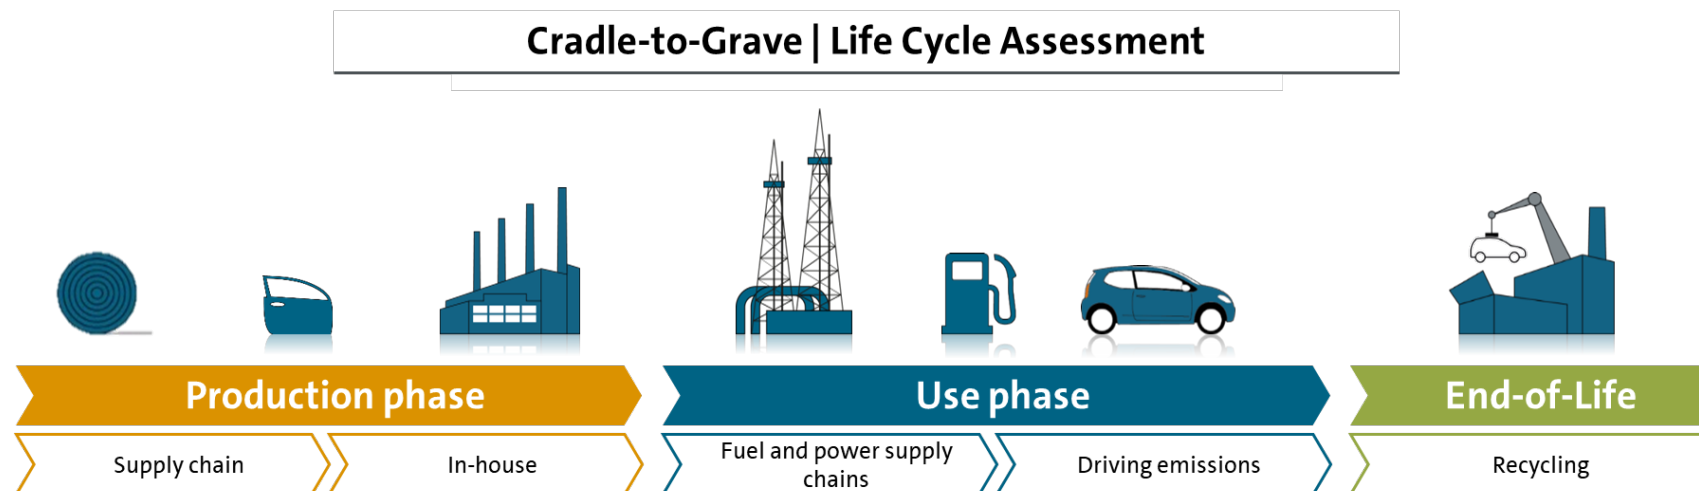 Cradle-to-Grave | Life Cycle Assessment
Production phase
Use phase
End-of-Life
Supply chain
In-house
Fuel and power supply
chains
Driving emissions
Recycling